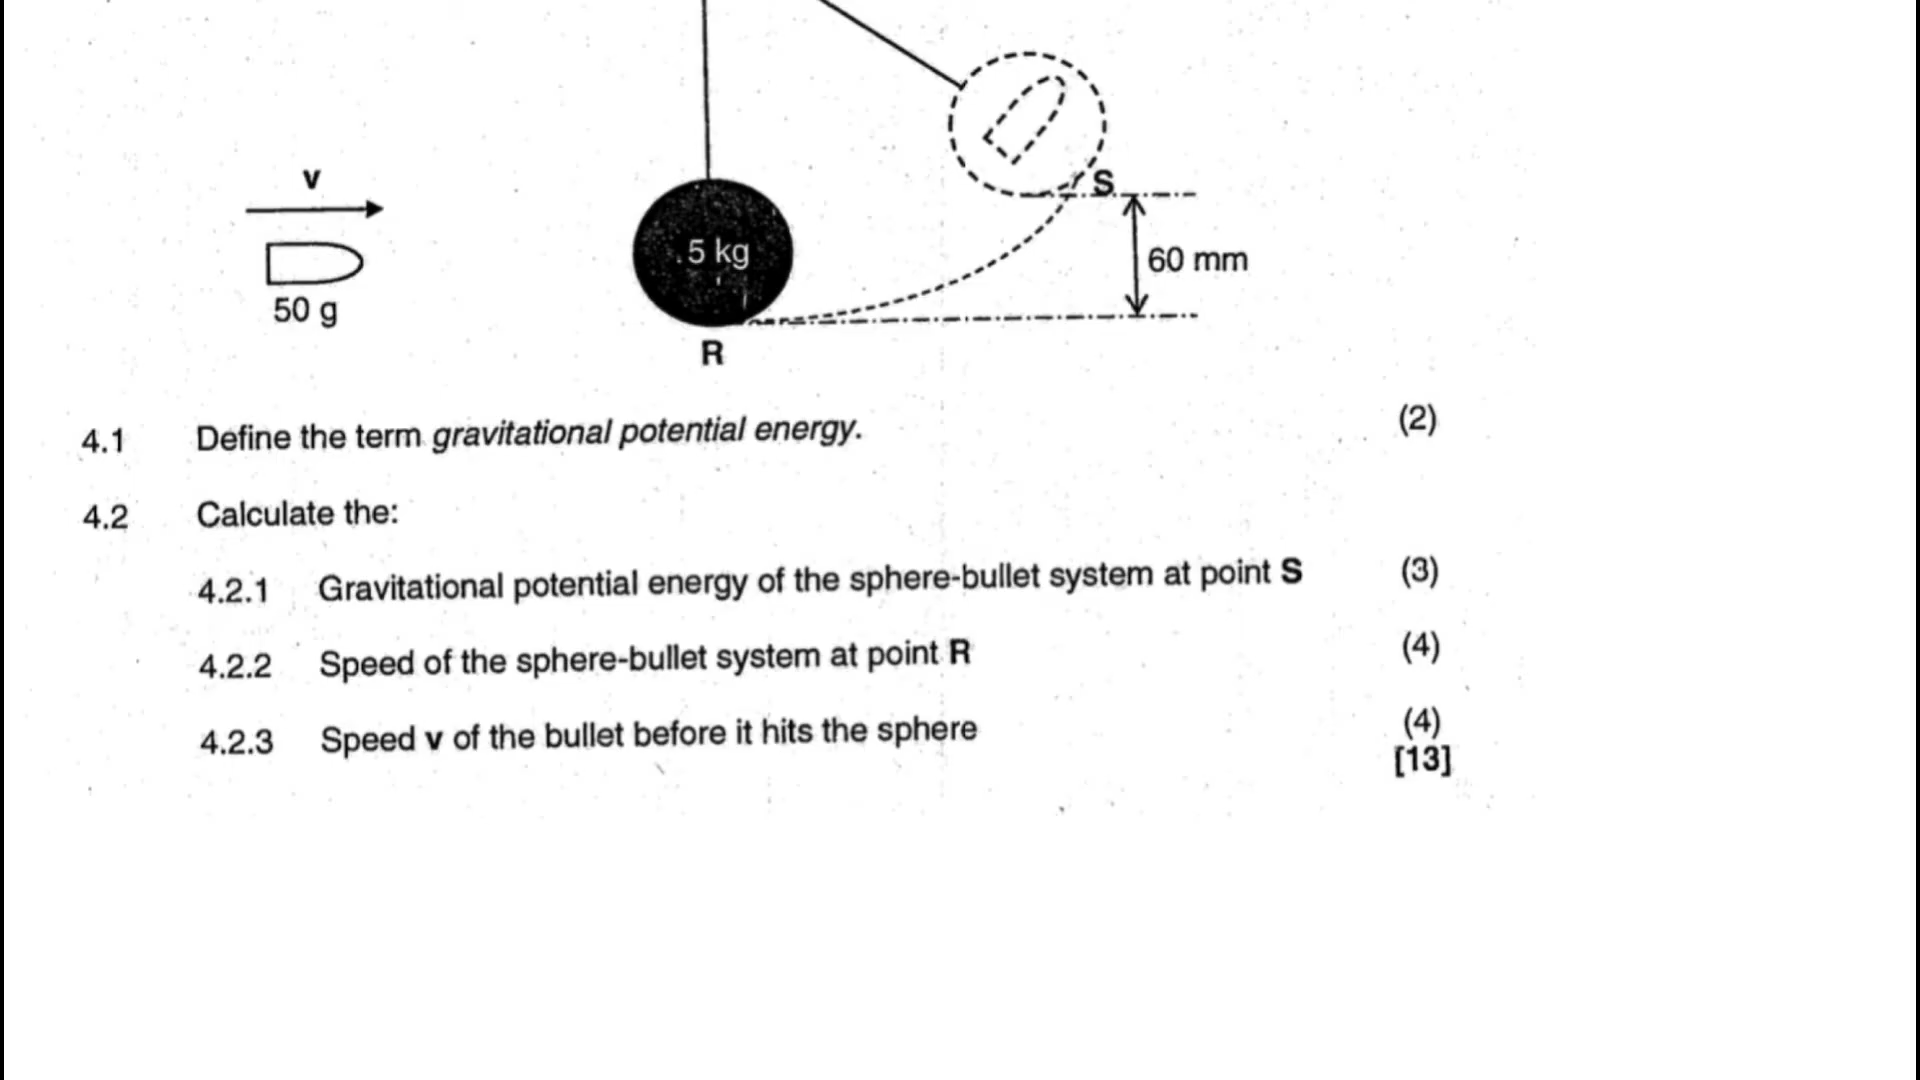 v
S
5 kg
60 mm
50 g
R
4.1 Define the term gravitational potential energy. (2)
4.2 Calculate the:
4.2.1 Gravitational potential energy of the sphere-bullet system at point S (3)
4.2.2 Speed of the sphere-bullet system at point R (4)
4.2.3 Speed v of the bullet before it hits the sphere (4)
[13]